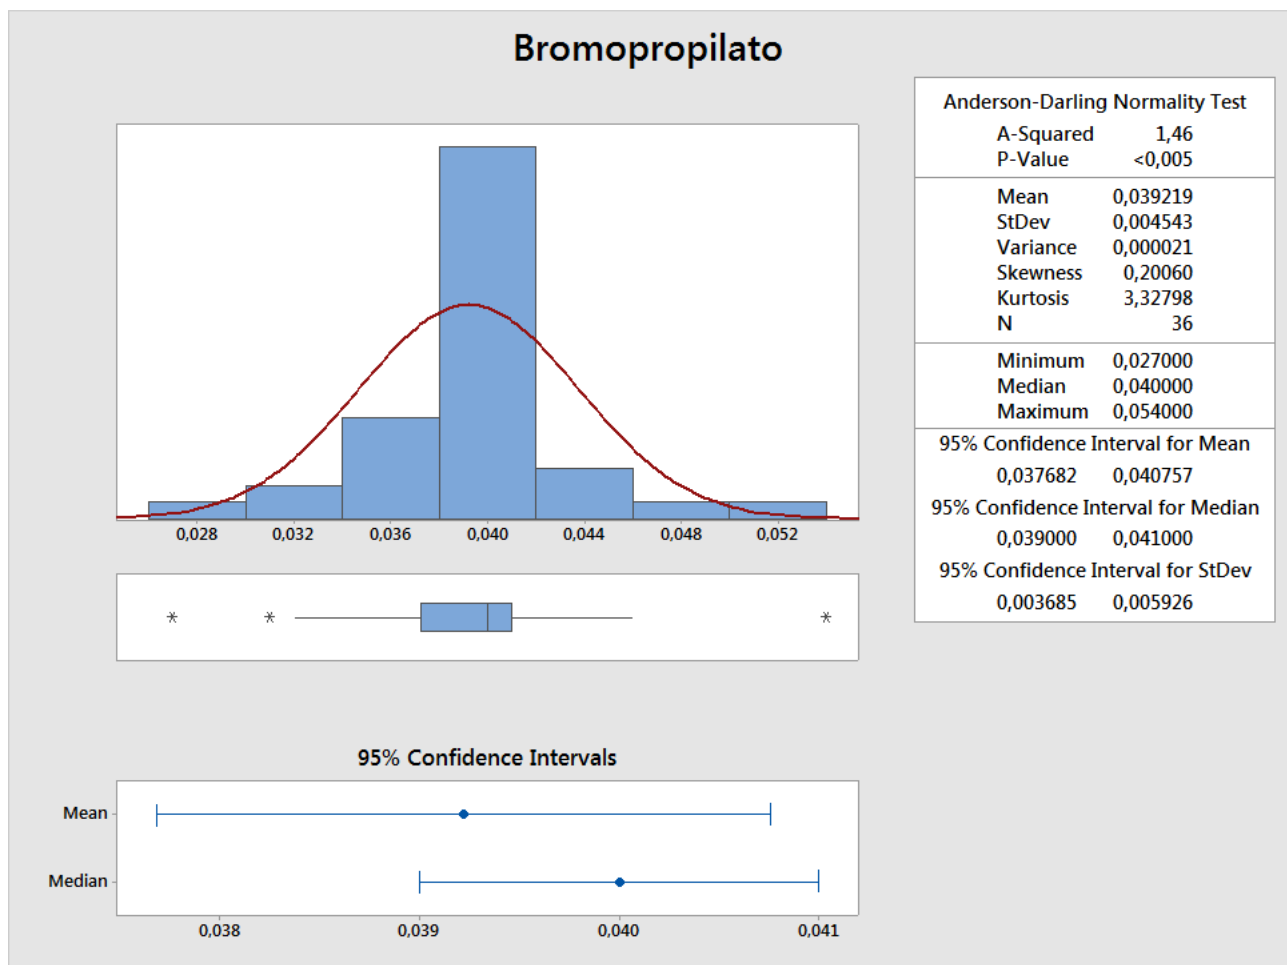 Bromopropilato
Anderson-Darling Normality Test
A-Squared 1,46
P-Value <0,005
Mean 0,039219
StDev 0,004543
Variance 0,000021
Skewness 0,20060
Kurtosis 3,32798
N 36
Minimum 0,027000
Median 0,040000
Maximum 0,054000
95% Confidence Interval for Mean
0,037682 0,040757
95% Confidence Interval for Median
0,039000 0,041000
95% Confidence Interval for StDev
0,003685 0,005926
0,028 0,032 0,036 0,040 0,044 0,048 0,052
95% Confidence Intervals
Mean
Median
0,038 0,039 0,040 0,041